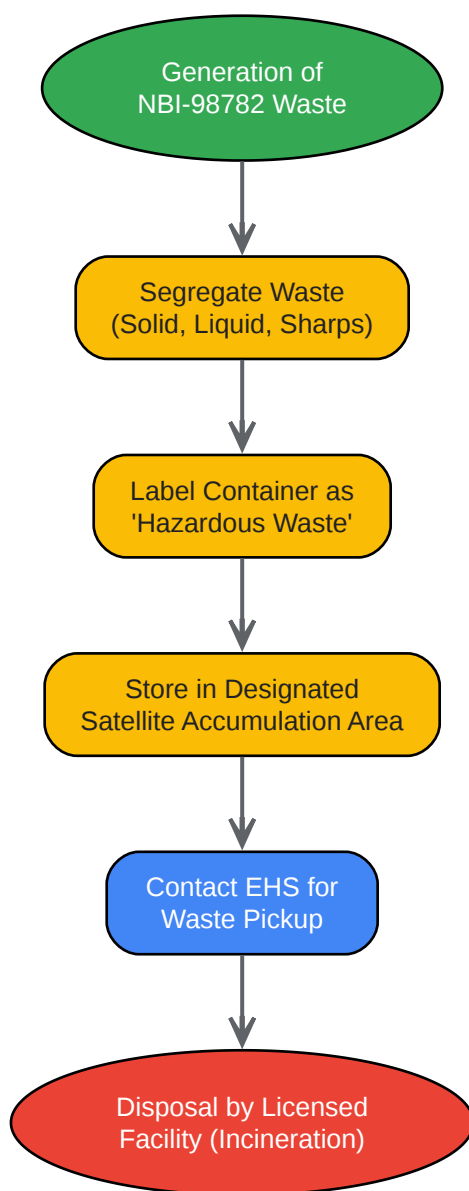 Generation of
NBI-98782 Waste
Segregate Waste
(Solid, Liquid, Sharps)
Label Container as
'Hazardous Waste'
Store in Designated
Satellite Accumulation Area
Contact EHS for
Waste Pickup
Disposal by Licensed
Facility (Incineration)